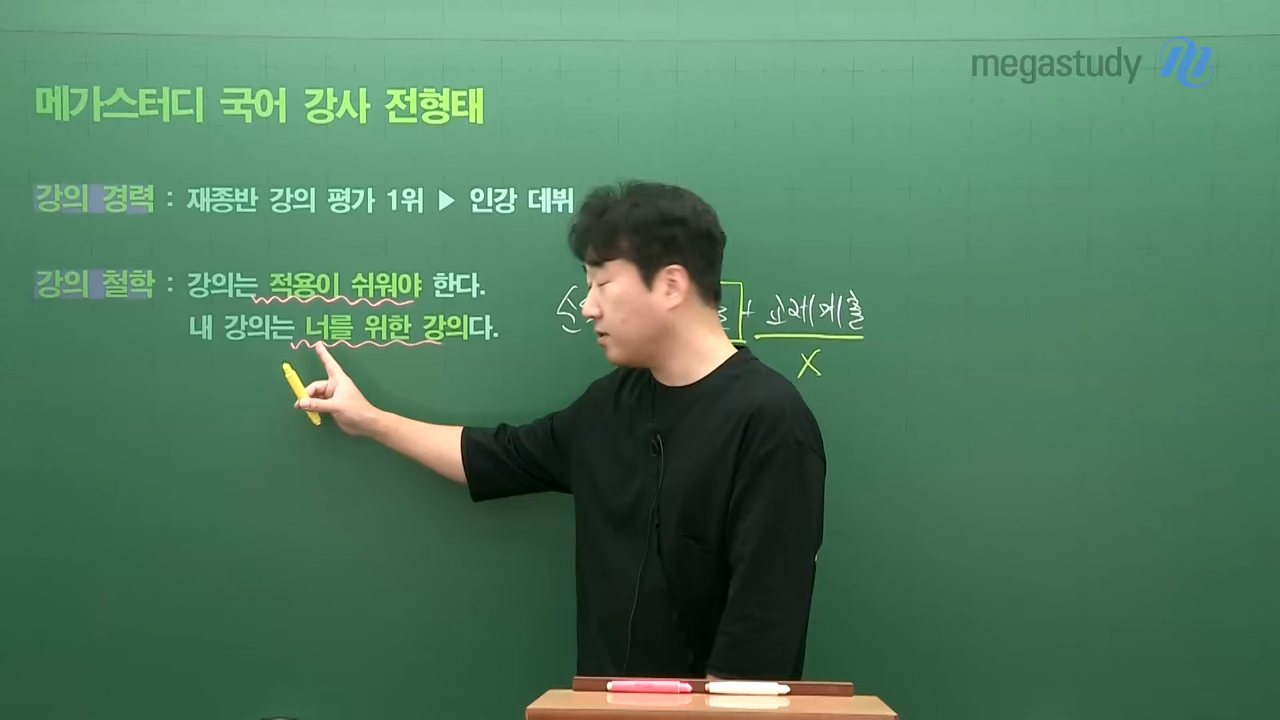 megastudy
메가스터디 국어 강사 전형태
강의 경력 : 재종반 강의 평가 1위 ▶ 인강 데뷔
강의 철학 : 강의는 적용이 쉬워야 한다.
내 강의는 너를 위한 강의다.
+
X